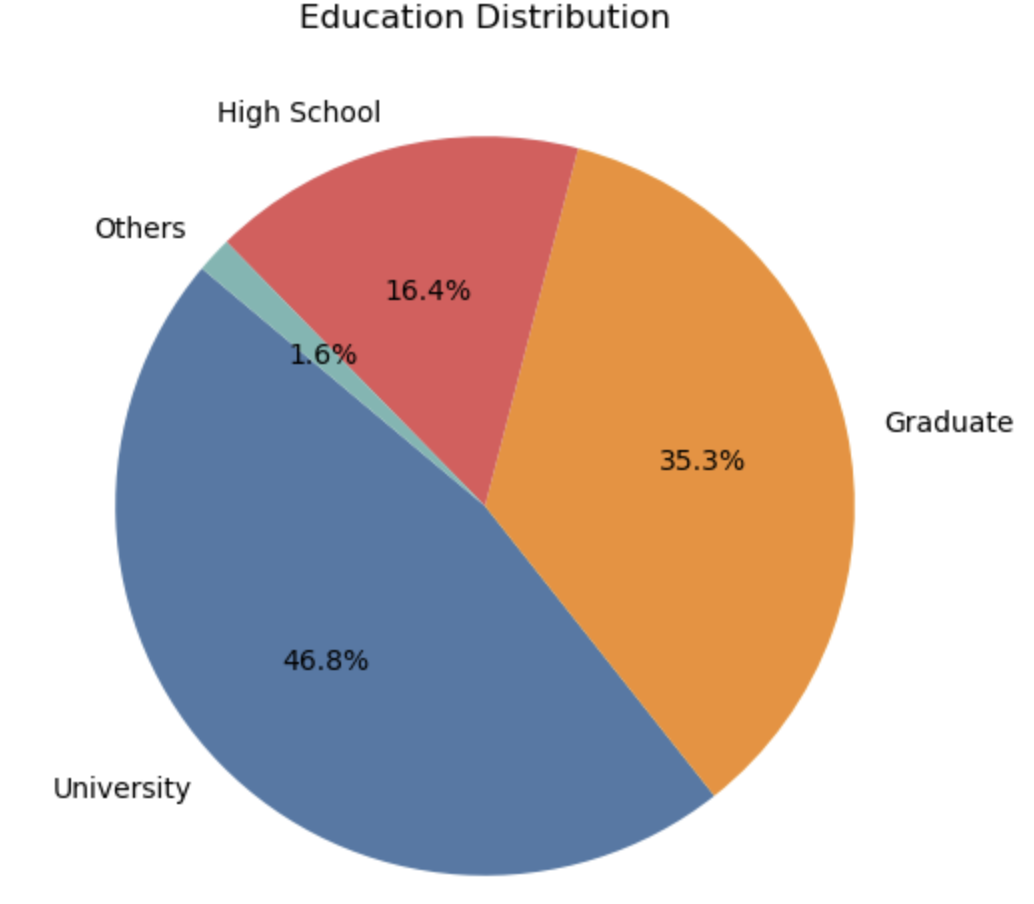 Education Distribution
High School
Others
16.4%
1.6%
Graduate
35.3%
46.8%
University